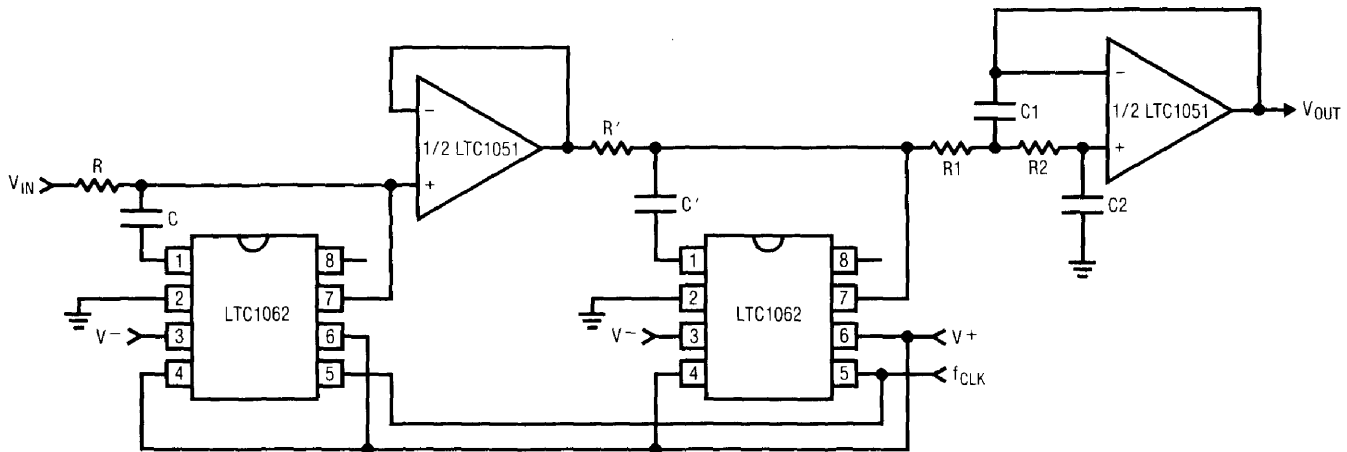 1/2 LTC1051
R′
V_IN
R
C
1
2
3
4
8
7
6
5
LTC1062
V−
C′
1
2
3
4
8
7
6
5
LTC1062
V−
V+
f_CLK
R1
C1
R2
C2
1/2 LTC1051
V_OUT
−
+
−
+